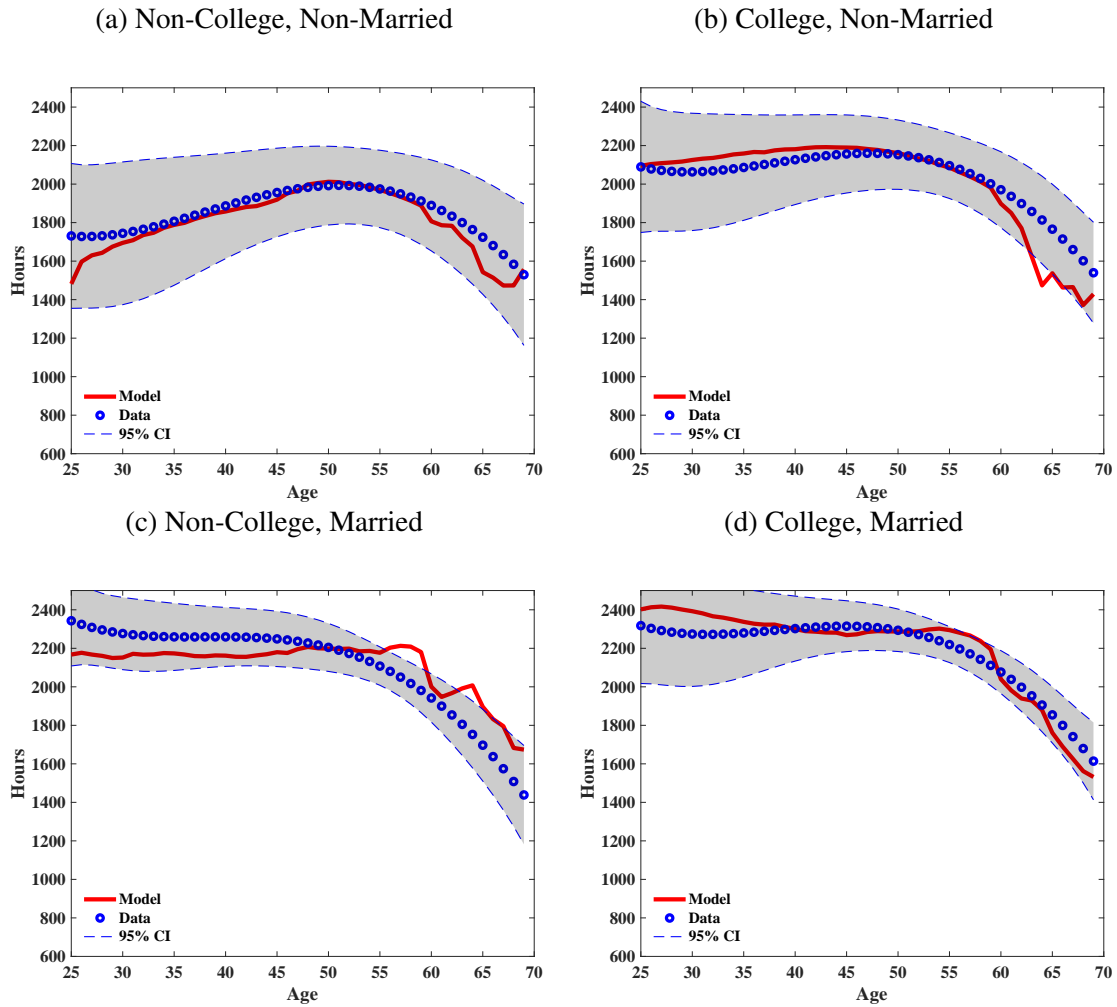 (a) Non-College, Non-Married
2400
2200
2000
1800
1600
1400
1200
1000
800
600
Hours
Model
Data
95% CI
25 30 35 40 45 50 55 60 65 70
Age
(b) College, Non-Married
2400
2200
2000
1800
1600
1400
1200
1000
800
600
Hours
Model
Data
95% CI
25 30 35 40 45 50 55 60 65 70
Age
(c) Non-College, Married
2400
2200
2000
1800
1600
1400
1200
1000
800
600
Hours
Model
Data
95% CI
25 30 35 40 45 50 55 60 65 70
Age
(d) College, Married
2400
2200
2000
1800
1600
1400
1200
1000
800
600
Hours
Model
Data
95% CI
25 30 35 40 45 50 55 60 65 70
Age